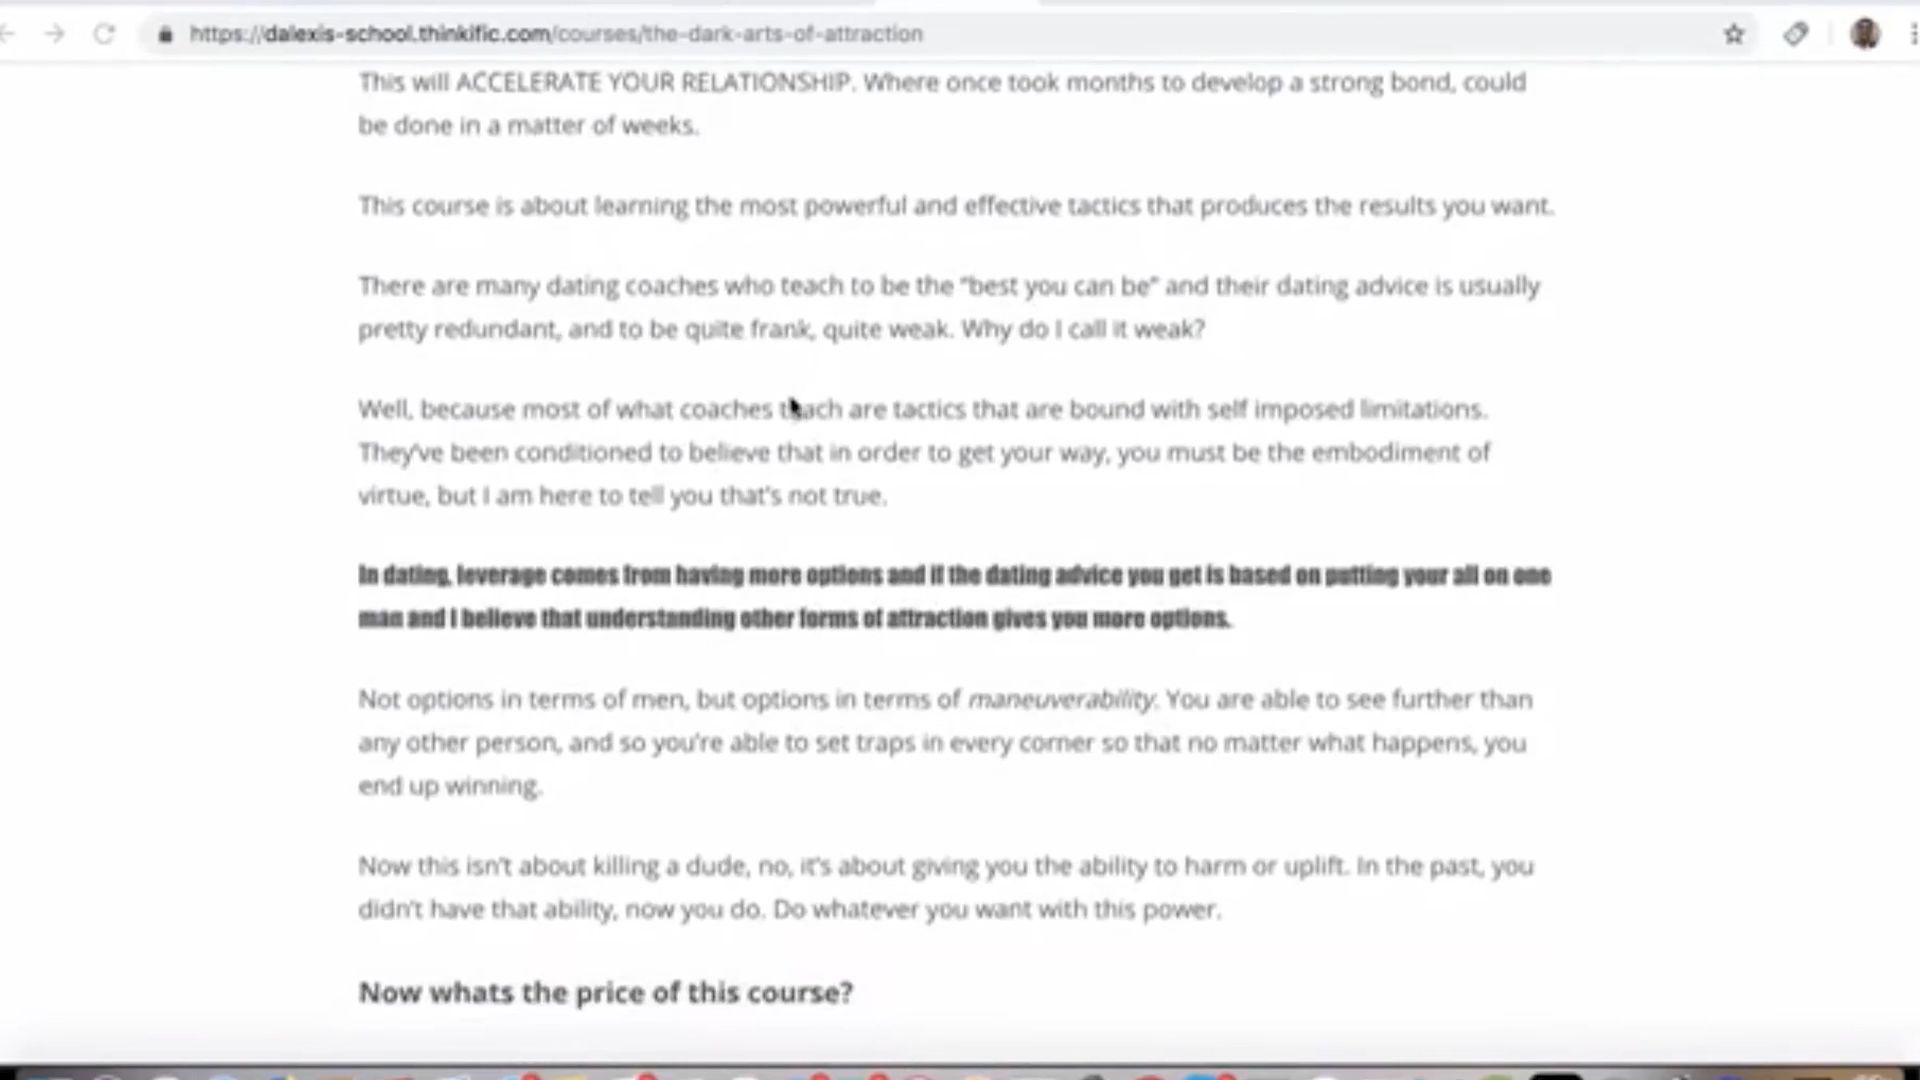 https://dalexis-school.thinkific.com/courses/the-dark-arts-of-attraction
This will ACCELERATE YOUR RELATIONSHIP. Where once took months to develop a strong bond, could
be done in a matter of weeks.
This course is about learning the most powerful and effective tactics that produces the results you want.
There are many dating coaches who teach to be the "best you can be" and their dating advice is usually
pretty redundant, and to be quite frank, quite weak. Why do I call it weak?
Well, because most of what coaches teach are tactics that are bound with self imposed limitations.
They've been conditioned to believe that in order to get your way, you must be the embodiment of
virtue, but I am here to tell you that's not true.
In dating, leverage comes from having more options and if the dating advice you get is based on putting your all on one
man and I believe that understanding other forms of attraction gives you more options.
Not options in terms of men, but options in terms of maneuverability. You are able to see further than
any other person, and so you're able to set traps in every corner so that no matter what happens, you
end up winning.
Now this isn't about killing a dude, no, it's about giving you the ability to harm or uplift. In the past, you
didn't have that ability, now you do. Do whatever you want with this power.
Now whats the price of this course?